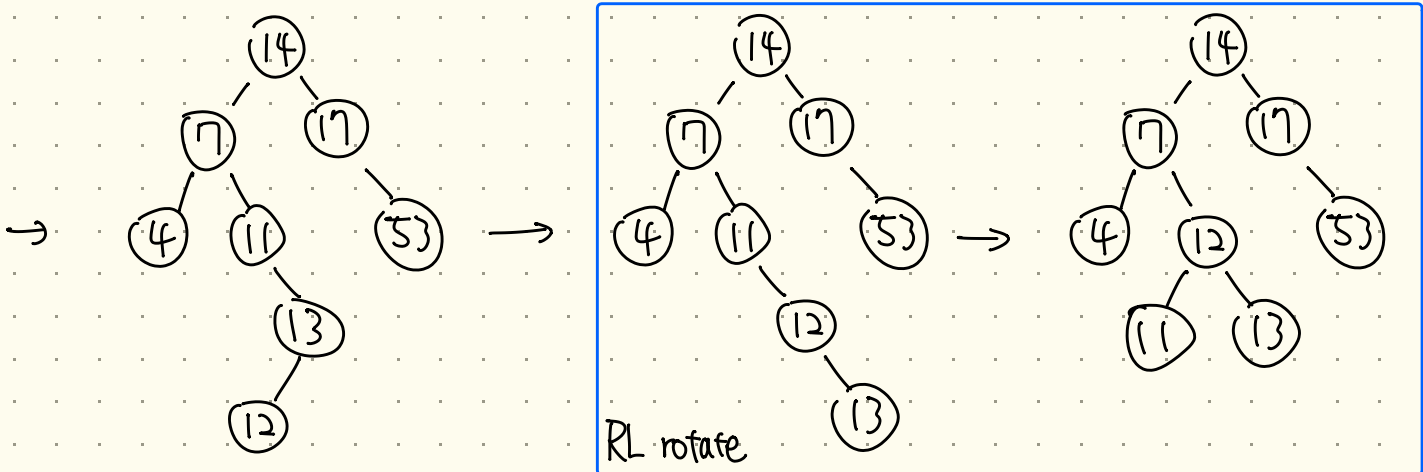 14 14 14
7 17 7 17 7 17
→ 4 11 53 → 4 11 53 → 4 12 53
13 12 11 13
12 13
RL rotate